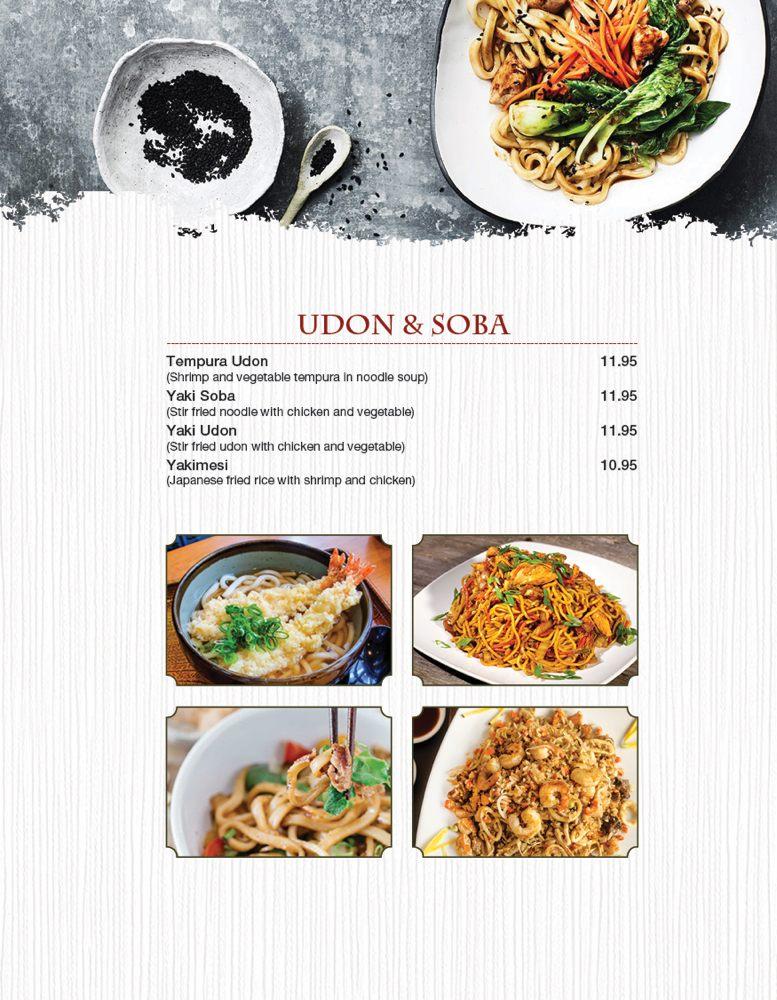 UDON & SOBA
Tempura Udon 11.95
(Shrimp and vegetable tempura in noodle soup)
Yaki Soba 11.95
(Stir fried noodle with chicken and vegetable)
Yaki Udon 11.95
(Stir fried udon with chicken and vegetable)
Yakimesi 10.95
(Japanese fried rice with shrimp and chicken)